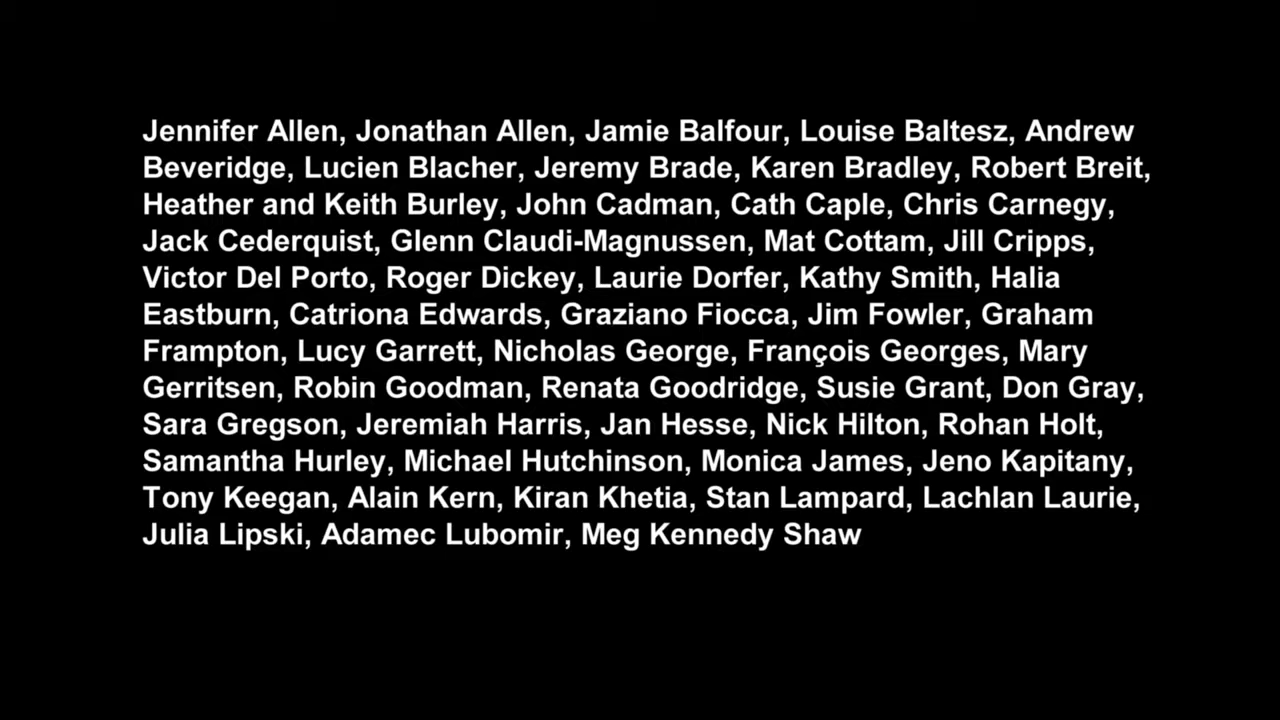 Jennifer Allen, Jonathan Allen, Jamie Balfour, Louise Baltesz, Andrew
Beveridge, Lucien Blacher, Jeremy Brade, Karen Bradley, Robert Breit,
Heather and Keith Burley, John Cadman, Cath Caple, Chris Carnegy,
Jack Cederquist, Glenn Claudi-Magnussen, Mat Cottam, Jill Cripps,
Victor Del Porto, Roger Dickey, Laurie Dorfer, Kathy Smith, Halia
Eastburn, Catriona Edwards, Graziano Fiocca, Jim Fowler, Graham
Frampton, Lucy Garrett, Nicholas George, François Georges, Mary
Gerritsen, Robin Goodman, Renata Goodridge, Susie Grant, Don Gray,
Sara Gregson, Jeremiah Harris, Jan Hesse, Nick Hilton, Rohan Holt,
Samantha Hurley, Michael Hutchinson, Monica James, Jeno Kapitany,
Tony Keegan, Alain Kern, Kiran Khetia, Stan Lampard, Lachlan Laurie,
Julia Lipski, Adamec Lubomir, Meg Kennedy Shaw